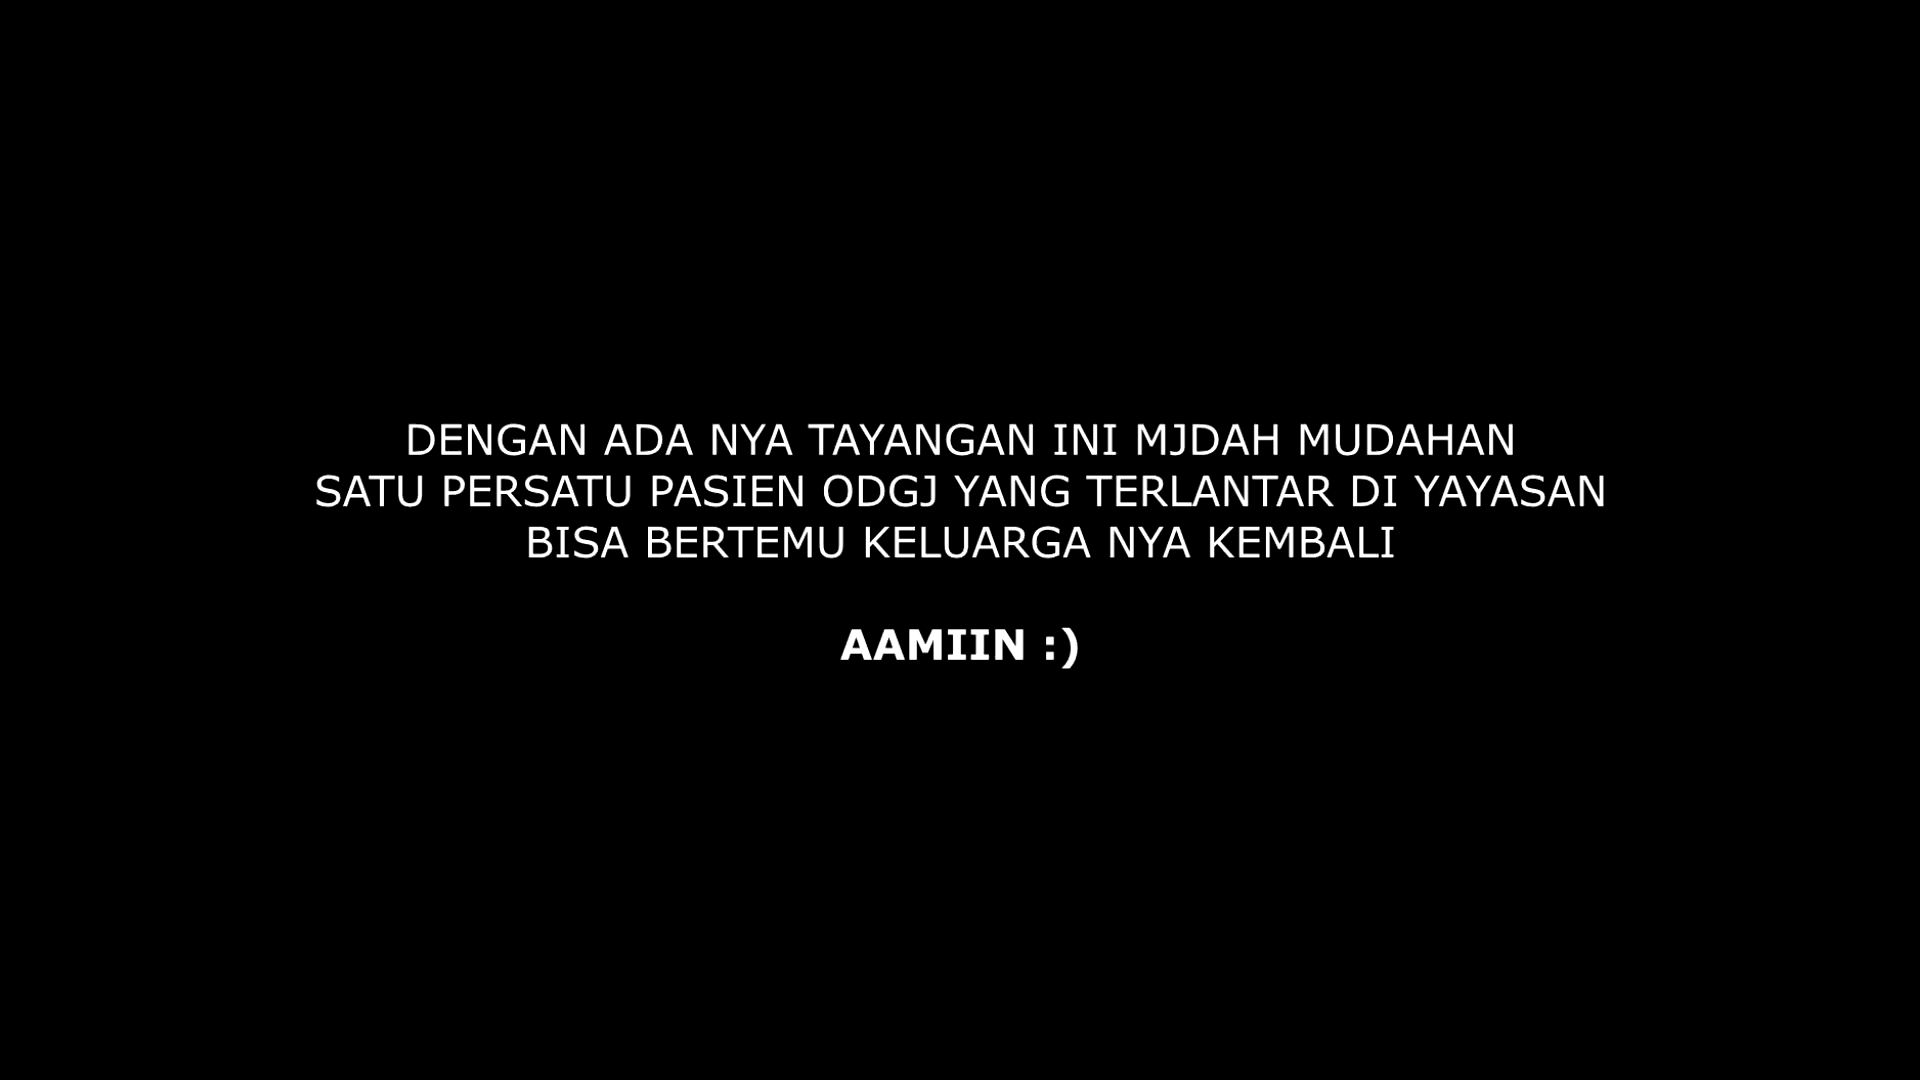 DENGAN ADA NYA TAYANGAN INI MJDAH MUDAHAN
SATU PERSATU PASIEN ODGJ YANG TERLANTAR DI YAYASAN
BISA BERTEMU KELUARGA NYA KEMBALI
AAMIIN :)